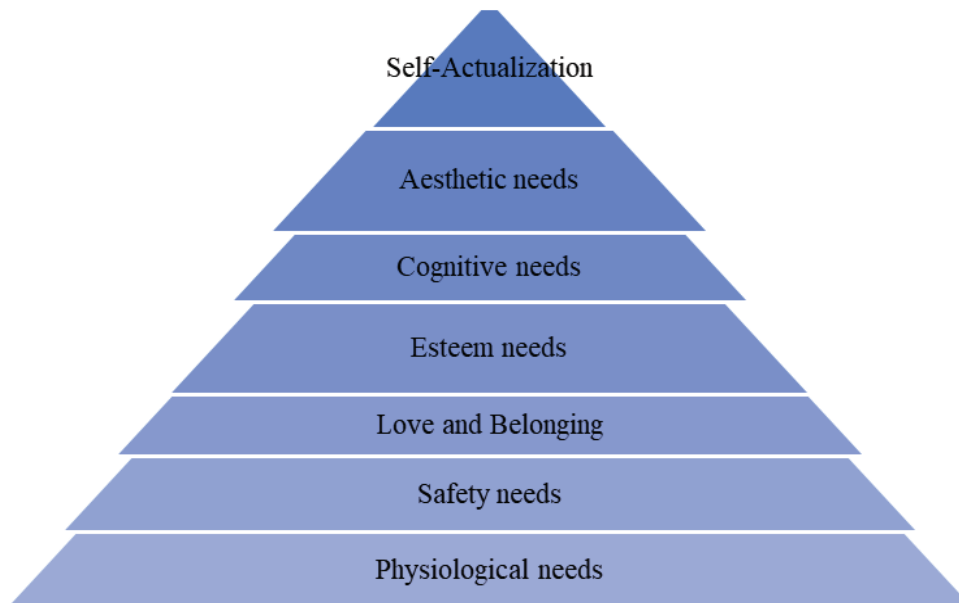 Self-Actualization
Aesthetic needs
Cognitive needs
Esteem needs
Love and Belonging
Safety needs
Physiological needs